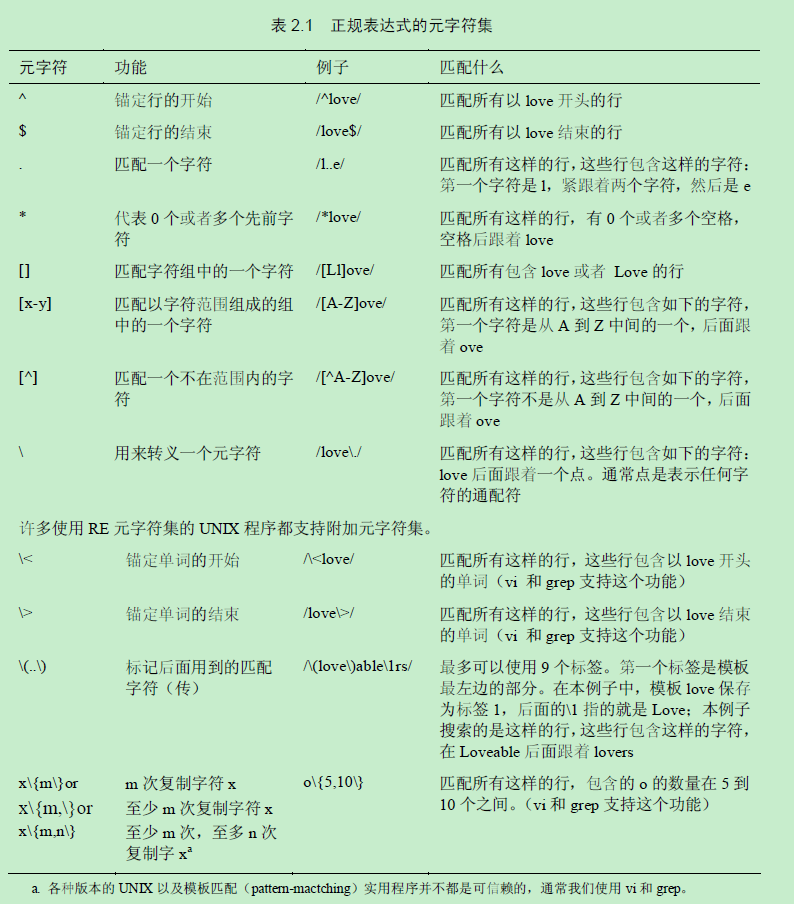 表 2.1 正规表达式的元字符集
元字符 功能 例子 匹配什么
^ 锚定行的开始 /^love/ 匹配所有以 love 开头的行
$ 锚定行的结束 /love$/ 匹配所有以 love 结束的行
. 匹配一个字符 /l..e/ 匹配所有这样的行，这些行包含这样的字符：
第一个字符是 l，紧跟着两个字符，然后是 e
* 代表 0 个或者多个先前字 /*love/ 匹配所有这样的行，有 0 个或者多个空格，
符 空格后跟着 love
[] 匹配字符组中的一个字符 /[Ll]ove/ 匹配所有包含 love 或者 Love 的行
[x-y] 匹配以字符范围组成的组 /[A-Z]ove/ 匹配所有这样的行，这些行包含如下的字符，
中的一个字符 第一个字符是从 A 到 Z 中间的一个，后面跟
着 ove
[^] 匹配一个不在范围内的字 /[^A-Z]ove/ 匹配所有这样的行，这些行包含如下的字符，
符 第一个字符不是从 A 到 Z 中间的一个，后面
跟着 ove
\ 用来转义一个元字符 /love\./ 匹配所有这样的行，这些行包含如下的字符：
love 后面跟着一个点。通常点是表示任何字
符的通配符
许多使用 RE 元字符集的 UNIX 程序都支持附加元字符集。
\< 锚定单词的开始 /\<love/ 匹配所有这样的行，这些行包含以 love 开头
的单词（vi 和 grep 支持这个功能）
\> 锚定单词的结束 /love\>/ 匹配所有这样的行，这些行包含以 love 结束
的单词（vi 和 grep 支持这个功能）
\(..\) 标记后面用到的匹配 /\(love\)able\1rs/ 最多可以使用 9 个标签。第一个标签是模板
字符（传） 最左边的部分。在本例子中，模板 love 保存
为标签 1，后面的\1 指的就是 Love；本例子
搜索的是这样的行，这些行包含这样的字符，
在 Loveable 后面跟着 lovers
x\{m\}or m 次复制字符 x o\{5,10\} 匹配所有这样的行，包含的 o 的数量在 5 到
x\{m,\}or 至少 m 次复制字符 x 10 个之间。（vi 和 grep 支持这个功能）
x\{m,n\} 至少 m 次，至多 n 次
复制字 xa
a. 各种版本的 UNIX 以及模板匹配（pattern-mactching）实用程序并不都是可信赖的，通常我们使用 vi 和 grep。